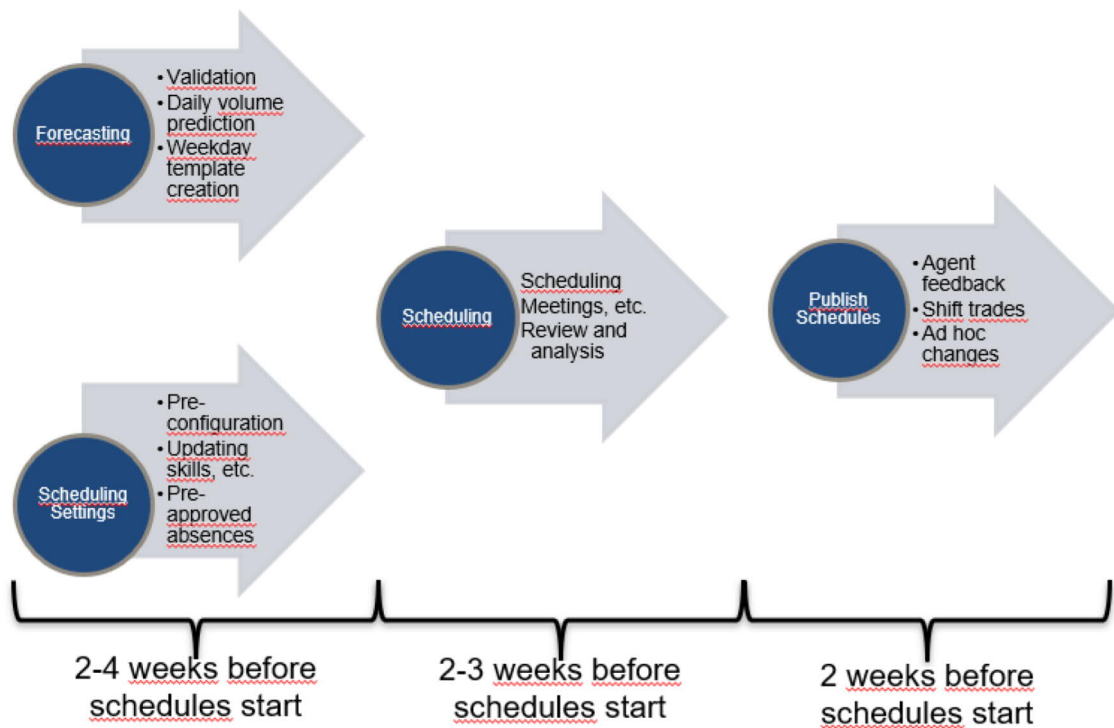 Forecasting
• Validation
• Daily volume
prediction
• Weekday
template
creation
Scheduling
Settings
• Pre-
configuration
• Updating
skills, etc.
• Pre-
approved
absences
Scheduling
Scheduling
Meetings, etc.
Review and
analysis
Publish
Schedules
• Agent
feedback
• Shift trades
• Ad hoc
changes
2-4 weeks before
schedules start
2-3 weeks before
schedules start
2 weeks before
schedules start